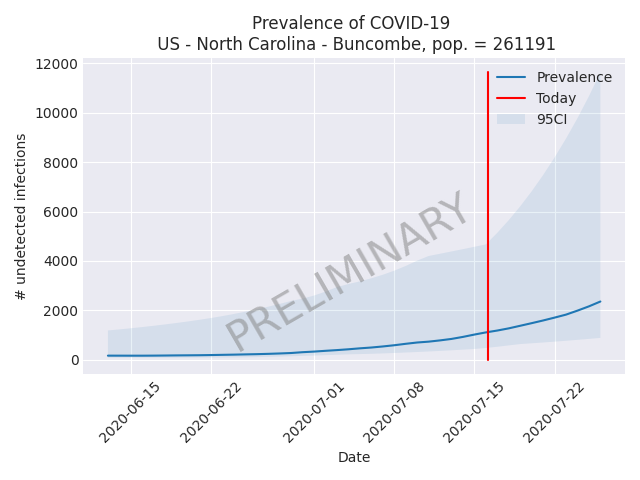 Prevalence of COVID-19
US - North Carolina - Buncombe, pop. = 261191
12000
10000
8000
6000
4000
2000
0
# undetected infections
Prevalence
Today
95CI
PRELIMINARY
2020-06-15
2020-06-22
2020-07-01
2020-07-08
2020-07-15
2020-07-22
Date